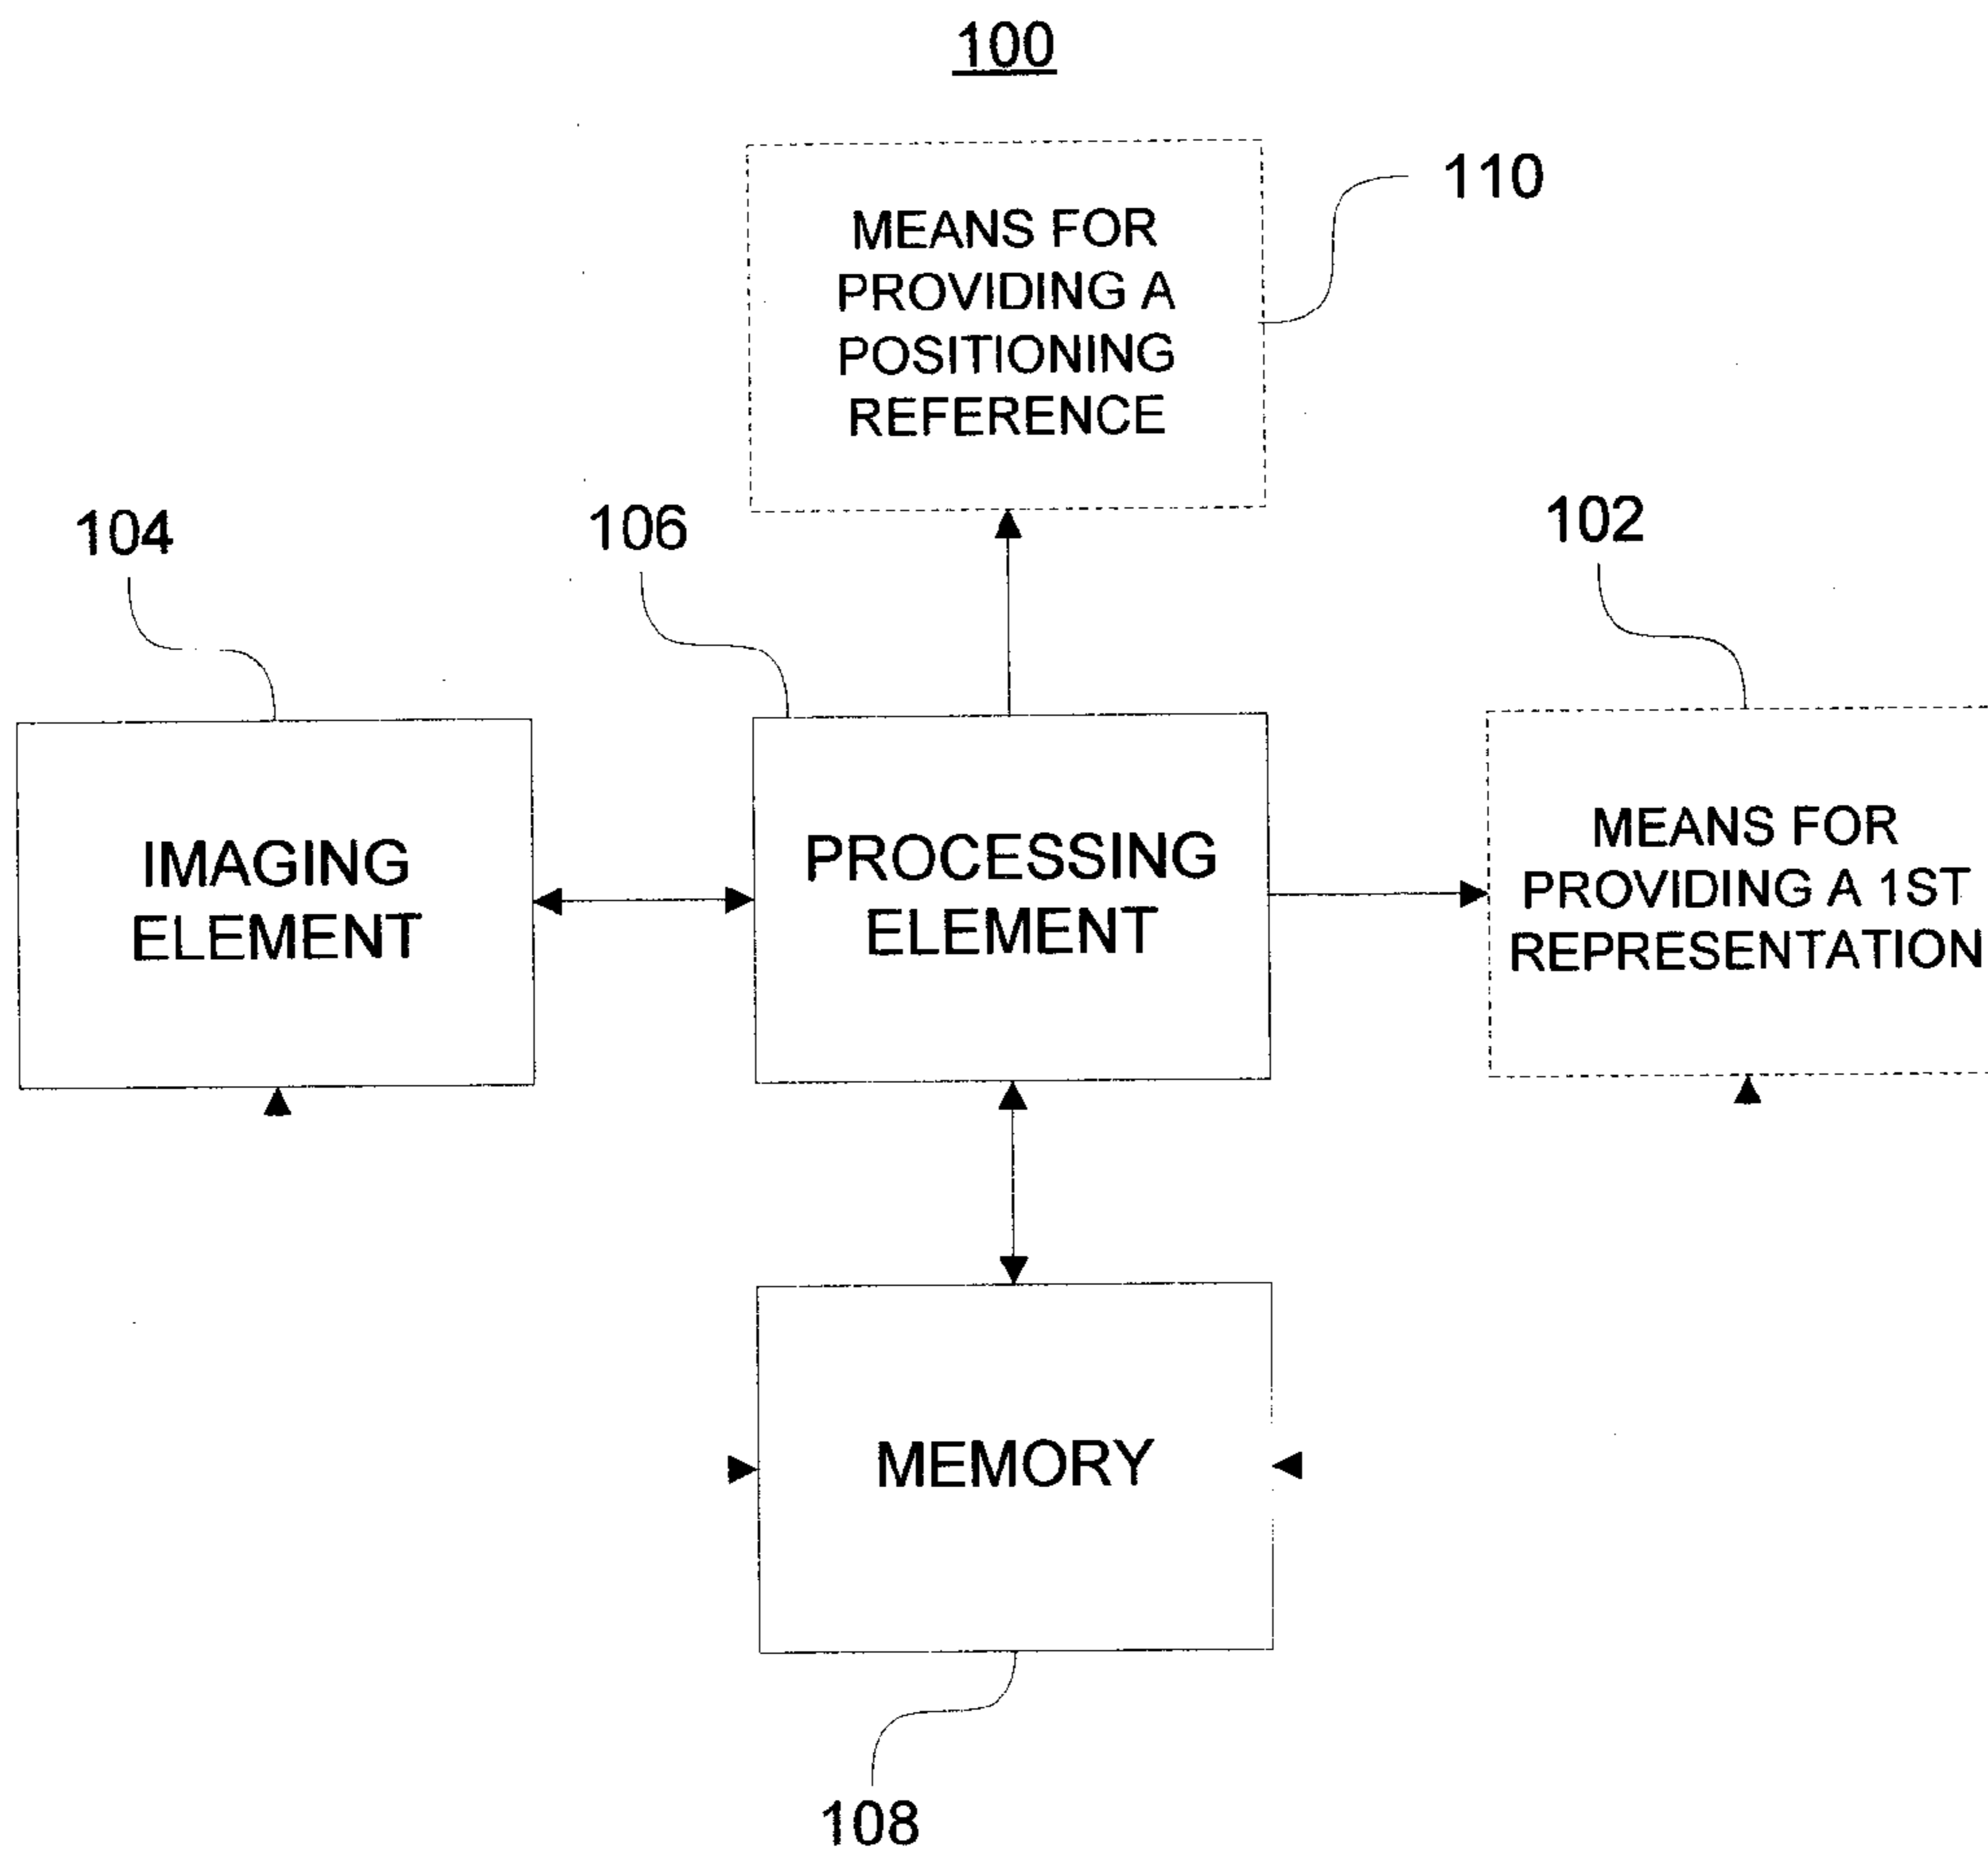 100
110
MEANS FOR
PROVIDING A
POSITIONING
REFERENCE
104
106
102
IMAGING
ELEMENT
PROCESSING
ELEMENT
MEANS FOR
PROVIDING A 1ST
REPRESENTATION
MEMORY
108